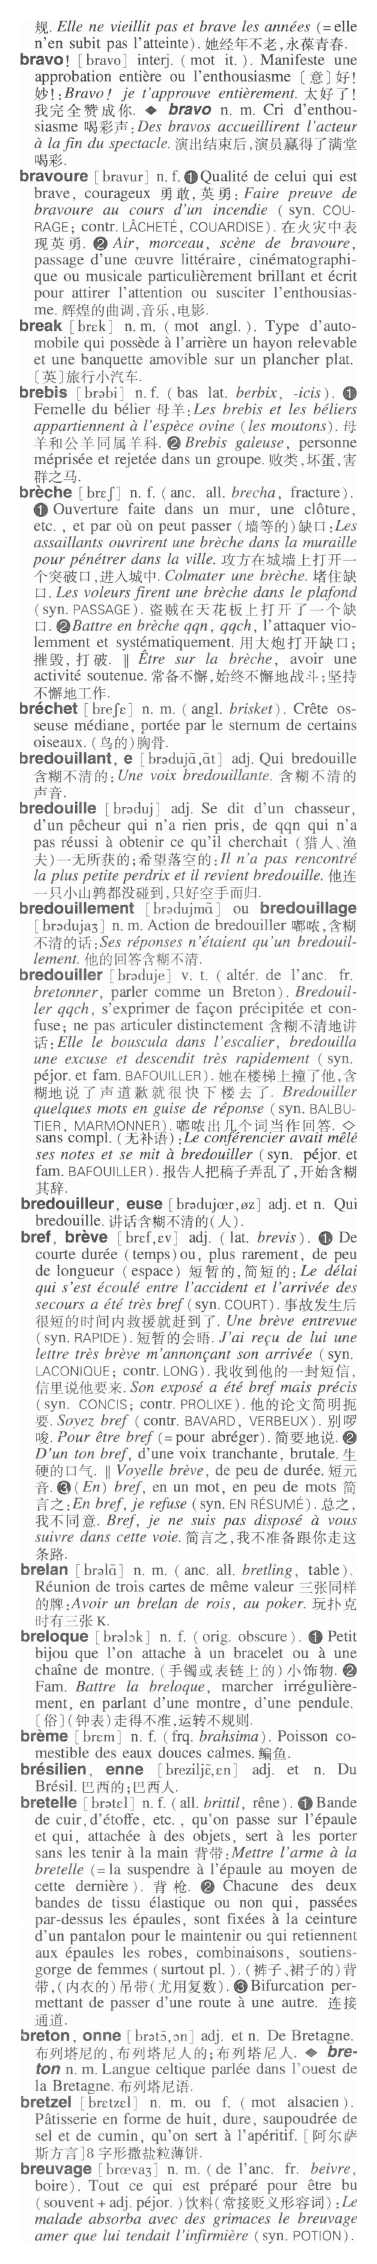 规. Elle ne vieillit pas et brave les années (= elle
n'en subit pas l'atteinte). 她经年不老,永葆青春.
bravo! [bravo] interj. (mot it.). Manifeste une
approbation entière ou l'enthousiasme [意]好!
妙!: Bravo! je t'approuve entièrement. 太好了!
我完全赞成你. ◆ bravo n. m. Cri d'enthou-
siasme 喝彩声: Des bravos accueillirent l'acteur
à la fin du spectacle. 演出结束后,演员赢得了满堂
喝彩.
bravoure [bravur] n. f. ❶ Qualité de celui qui est
brave, courageux 勇敢,英勇: Faire preuve de
bravoure au cours d'un incendie (syn. COU-
RAGE; contr. LÂCHETÉ, COUARDISE). 在火灾中表
现英勇. ❷ Air, morceau, scène de bravoure,
passage d'une œuvre littéraire, cinématographi-
que ou musicale particulièrement brillant et écrit
pour attirer l'attention ou susciter l'enthousias-
me. 辉煌的曲调,音乐,电影.
break [brɛk] n. m. (mot angl.). Type d'auto-
mobile qui possède à l'arrière un hayon relevable
et une banquette amovible sur un plancher plat.
[英]旅行小汽车.
brebis [brəbi] n. f. (bas lat. berbix, -icis). ❶
Femelle du bélier 母羊: Les brebis et les béliers
appartiennent à l'espèce ovine (les moutons). 母
羊和公羊同属羊科. ❷ Brebis galeuse, personne
méprisée et rejetée dans un groupe. 败类,坏蛋,害
群之马.
brèche [brɛʃ] n. f. (anc. all. brecha, fracture).
❶ Ouverture faite dans un mur, une clôture,
etc., et par où on peut passer (墙等的)缺口: Les
assaillants ouvrirent une brèche dans la muraille
pour pénétrer dans la ville. 攻方在城墙上打开一
个突破口,进入城中. Colmater une brèche. 堵住缺
口. Les voleurs firent une brèche dans le plafond
(syn. PASSAGE). 盗贼在天花板上打开了一个缺
口. ❷ Battre en brèche qqn, qqch, l'attaquer vio-
lemment et systématiquement. 用大炮打开缺口;
摧毁, 打破. ‖ Être sur la brèche, avoir une
activité soutenue. 常备不懈,始终不懈地战斗;坚持
不懈地工作.
bréchet [breʃɛ] n. m. (angl. brisket). Crête os-
seuse médiane, portée par le sternum de certains
oiseaux. (鸟的)胸骨.
bredouillant, e [brədujɑ̃,ɑ̃t] adj. Qui bredouille
含糊不清的: Une voix bredouillante. 含糊不清的
声音.
bredouille [brəduj] adj. Se dit d'un chasseur,
d'un pêcheur qui n'a rien pris, de qqn qui n'a
pas réussi à obtenir ce qu'il cherchait (猎人、渔
夫)一无所获的;希望落空的: Il n'a pas rencontré
la plus petite perdrix et il revient bredouille. 他连
一只小山鹑都没碰到,只好空手而归.
bredouillement [brədujmɑ̃] ou bredouillage
[brədujaʒ] n. m. Action de bredouiller 嘟哝,含糊
不清的话: Ses réponses n'étaient qu'un bredouil-
lement. 他的回答含糊不清.
bredouiller [brəduje] v. t. (altér. de l'anc. fr.
bretonner, parler comme un Breton). Bredouil-
ler qqch, s'exprimer de façon précipitée et con-
fuse; ne pas articuler distinctement 含糊不清地讲
话: Elle le bouscula dans l'escalier, bredouilla
une excuse et descendit très rapidement (syn.
péjor. et fam. BAFOUILLER). 她在楼梯上撞了他,含
糊地说了声道歉就很快下楼去了. Bredouiller
quelques mots en guise de réponse (syn. BALBU-
TIER, MARMONNER). 嘟哝出几个词当作回答. ◇
sans compl. (无补语): Le conférencier avait mêlé
ses notes et se mit à bredouiller (syn. péjor. et
fam. BAFOUILLER). 报告人把稿子弄乱了,开始含糊
其辞.
bredouilleur, euse [brədujœr,øz] adj. et n. Qui
bredouille. 讲话含糊不清的(人).
bref, brève [brɛf,ɛv] adj. (lat. brevis). ❶ De
courte durée (temps) ou, plus rarement, de peu
de longueur (espace) 短暂的,简短的: Le délai
qui s'est écoulé entre l'accident et l'arrivée des
secours a été très bref (syn. COURT). 事故发生后
很短的时间内救援就赶到了. Une brève entrevue
(syn. RAPIDE). 短暂的会晤. J'ai reçu de lui une
lettre très brève m'annonçant son arrivée (syn.
LACONIQUE; contr. LONG). 我收到他的一封短信,
信里说他要来. Son exposé a été bref mais précis
(syn. CONCIS; contr. PROLIXE). 他的论文简明扼
要. Soyez bref (contr. BAVARD, VERBEUX). 别啰
唆. Pour être bref (= pour abréger). 简要地说. ❷
D'un ton bref, d'une voix tranchante, brutale. 生
硬的口气. ‖ Voyelle brève, de peu de durée. 短元
音. ❸ (En) bref, en un mot, en peu de mots 简
言之: En bref, je refuse (syn. EN RÉSUMÉ). 总之,
我不同意. Bref, je ne suis pas disposé à vous
suivre dans cette voie. 简言之,我不准备跟你走这
条路.
brelan [brəlɑ̃] n. m. (anc. all. bretling, table).
Réunion de trois cartes de même valeur 三张同样
的牌: Avoir un brelan de rois, au poker. 玩扑克
时有三张 K.
breloque [brəlɔk] n. f. (orig. obscure). ❶ Petit
bijou que l'on attache à un bracelet ou à une
chaîne de montre. (手镯或表链上的)小饰物. ❷
Fam. Battre la breloque, marcher irrégulière-
ment, en parlant d'une montre, d'une pendule.
[俗](钟表)走得不准,运转不规则.
brème [brɛm] n. f. (frq. brahsima). Poisson co-
mestible des eaux douces calmes. 鳊鱼.
brésilien, enne [breziljɛ̃,ɛn] adj. et n. Du
Brésil. 巴西的;巴西人.
bretelle [brətɛl] n. f. (all. brittil, rêne). ❶ Bande
de cuir, d'étoffe, etc., qu'on passe sur l'épaule
et qui, attachée à des objets, sert à les porter
sans les tenir à la main 背带: Mettre l'arme à la
bretelle (= la suspendre à l'épaule au moyen de
cette dernière). 背枪. ❷ Chacune des deux
bandes de tissu élastique ou non qui, passées
par-dessus les épaules, sont fixées à la ceinture
d'un pantalon pour le maintenir ou qui retiennent
aux épaules les robes, combinaisons, soutiens-
gorge de femmes (surtout pl.). (裤子、裙子的)背
带,(内衣的)吊带(尤用复数). ❸ Bifurcation per-
mettant de passer d'une route à une autre. 连接
通道.
breton, onne [brətɔ̃,ɔn] adj. et n. De Bretagne.
布列塔尼的,布列塔尼人的;布列塔尼人. ◆ bre-
ton n. m. Langue celtique parlée dans l'ouest de
la Bretagne. 布列塔尼语.
bretzel [brɛtzɛl] n. m. ou f. (mot alsacien).
Pâtisserie en forme de huit, dure, saupoudrée de
sel et de cumin, qu'on sert à l'apéritif. [阿尔萨
斯方言]8 字形撒盐粒薄饼.
breuvage [brœvaʒ] n. m. (de l'anc. fr. beivre,
boire). Tout ce qui est préparé pour être bu
(souvent + adj. péjor.) 饮料(常接贬义形容词): Le
malade absorba avec des grimaces le breuvage
amer que lui tendait l'infirmière (syn. POTION).